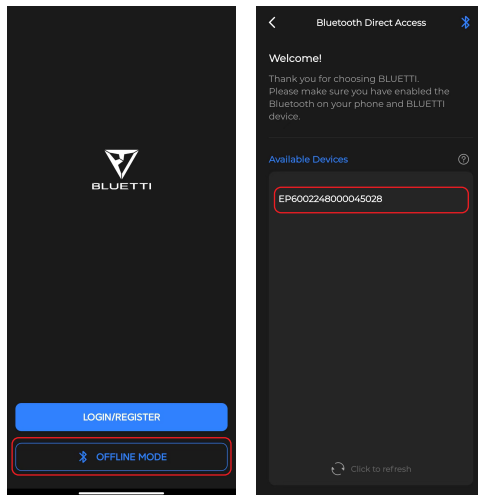 BLUETTI
LOGIN/REGISTER
OFFLINE MODE
Bluetooth Direct Access
Welcome!
Thank you for choosing BLUETTI.
Please make sure you have enabled the
Bluetooth on your phone and BLUETTI
device.
Available Devices
EP6002248000045028
Click to refresh